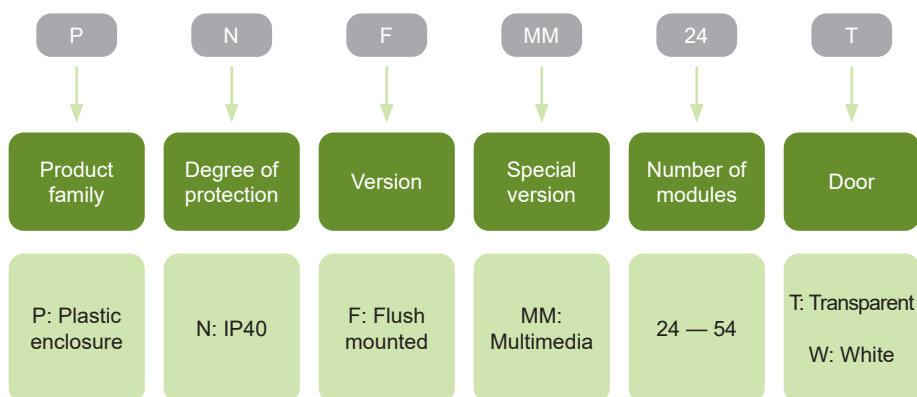 P
N
F
MM
24
T
Product
family
Degree of
protection
Version
Special
version
Number of
modules
Door
P: Plastic
enclosure
N: IP40
F: Flush
mounted
MM:
Multimedia
24 — 54
T: Transparent
W: White